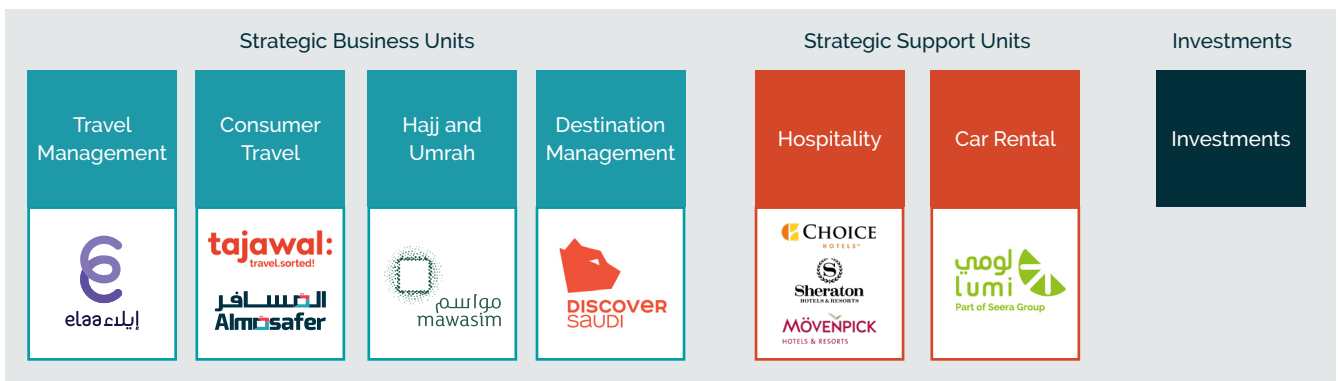 Strategic Business Units
Strategic Support Units
Investments
Travel
Management
Consumer
Travel
Hajj and
Umrah
Destination
Management
Hospitality
Car Rental
Investments
elaa إيلاء
tajawal:
travel.sorted!
المسافر
Almosafer
مواسم
mawasim
DISCOVER
SAUDI
CHOICE
HOTELS
S
Sheraton
HOTELS & RESORTS
MÖVENPICK
HOTELS & RESORTS
لومي
Lumi
Part of Seera Group